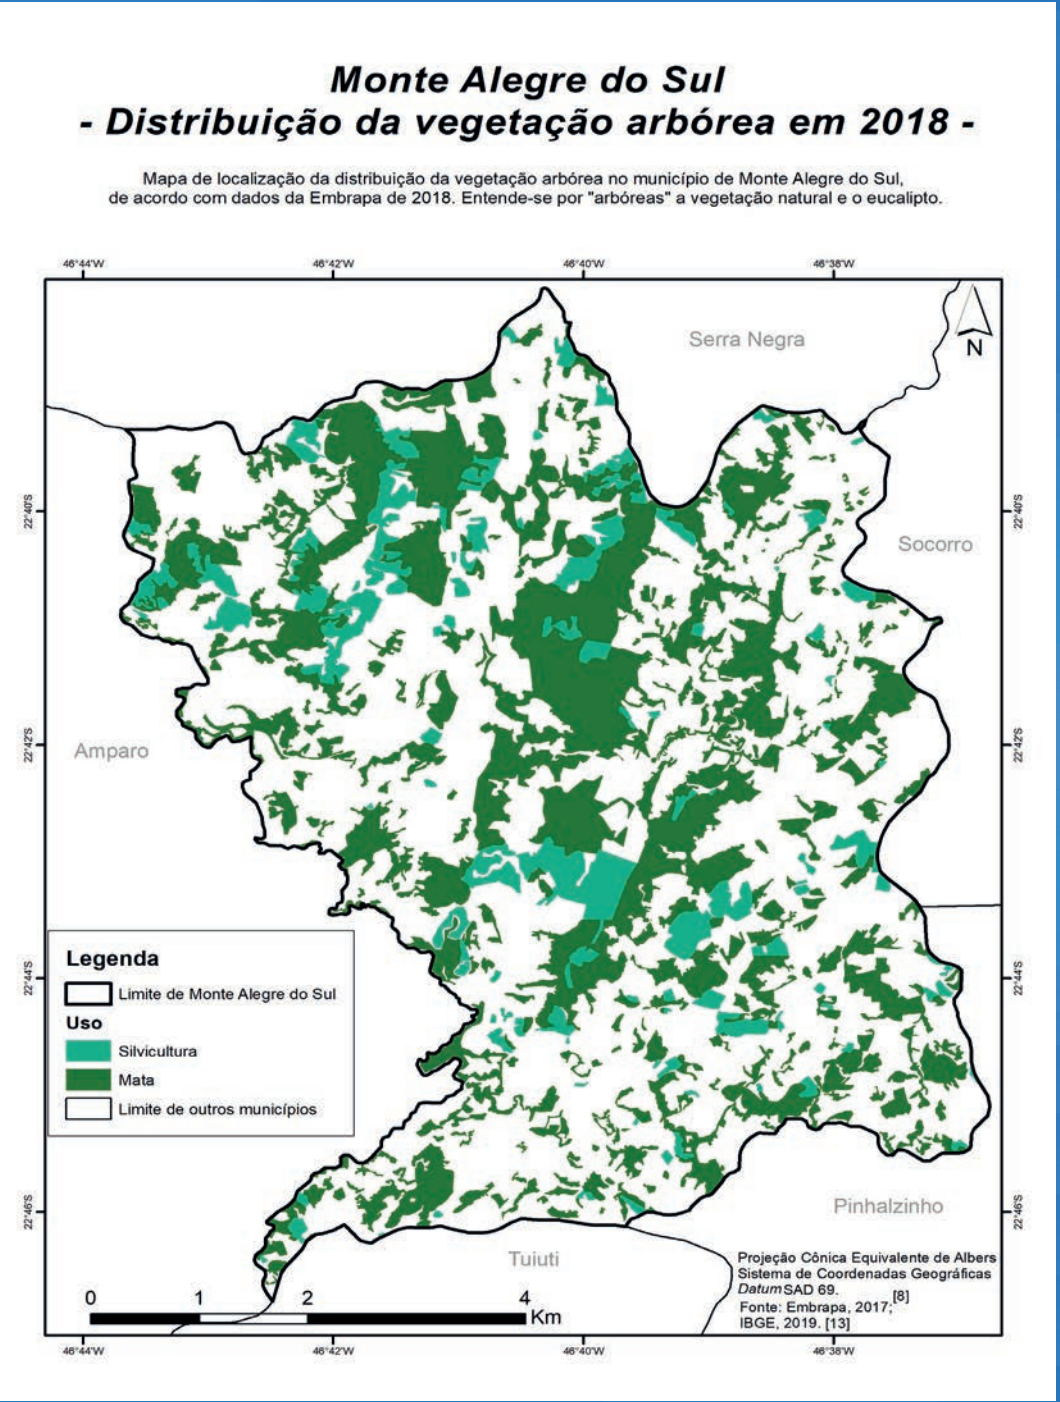 Monte Alegre do Sul
- Distribuição da vegetação arbórea em 2018 -
Mapa de localização da distribuição da vegetação arbórea no município de Monte Alegre do Sul,
de acordo com dados da Embrapa de 2018. Entende-se por "arbóreas" a vegetação natural e o eucalipto.
46°44'W 46°42'W 46°40'W 46°38'W
Serra Negra
N
22°40'S 22°40'S
Socorro
Amparo
22°42'S 22°42'S
Legenda
Limite de Monte Alegre do Sul
Uso
Silvicultura
Mata
Limite de outros municípios
22°44'S 22°44'S
22°46'S 22°46'S
Pinhalzinho
Tuiuti
Projeção Cônica Equivalente de Albers
Sistema de Coordenadas Geográficas
Datum SAD 69.
Fonte: Embrapa, 2017; [8]
IBGE, 2019. [13]
0 1 2 4
Km
46°44'W 46°42'W 46°40'W 46°38'W